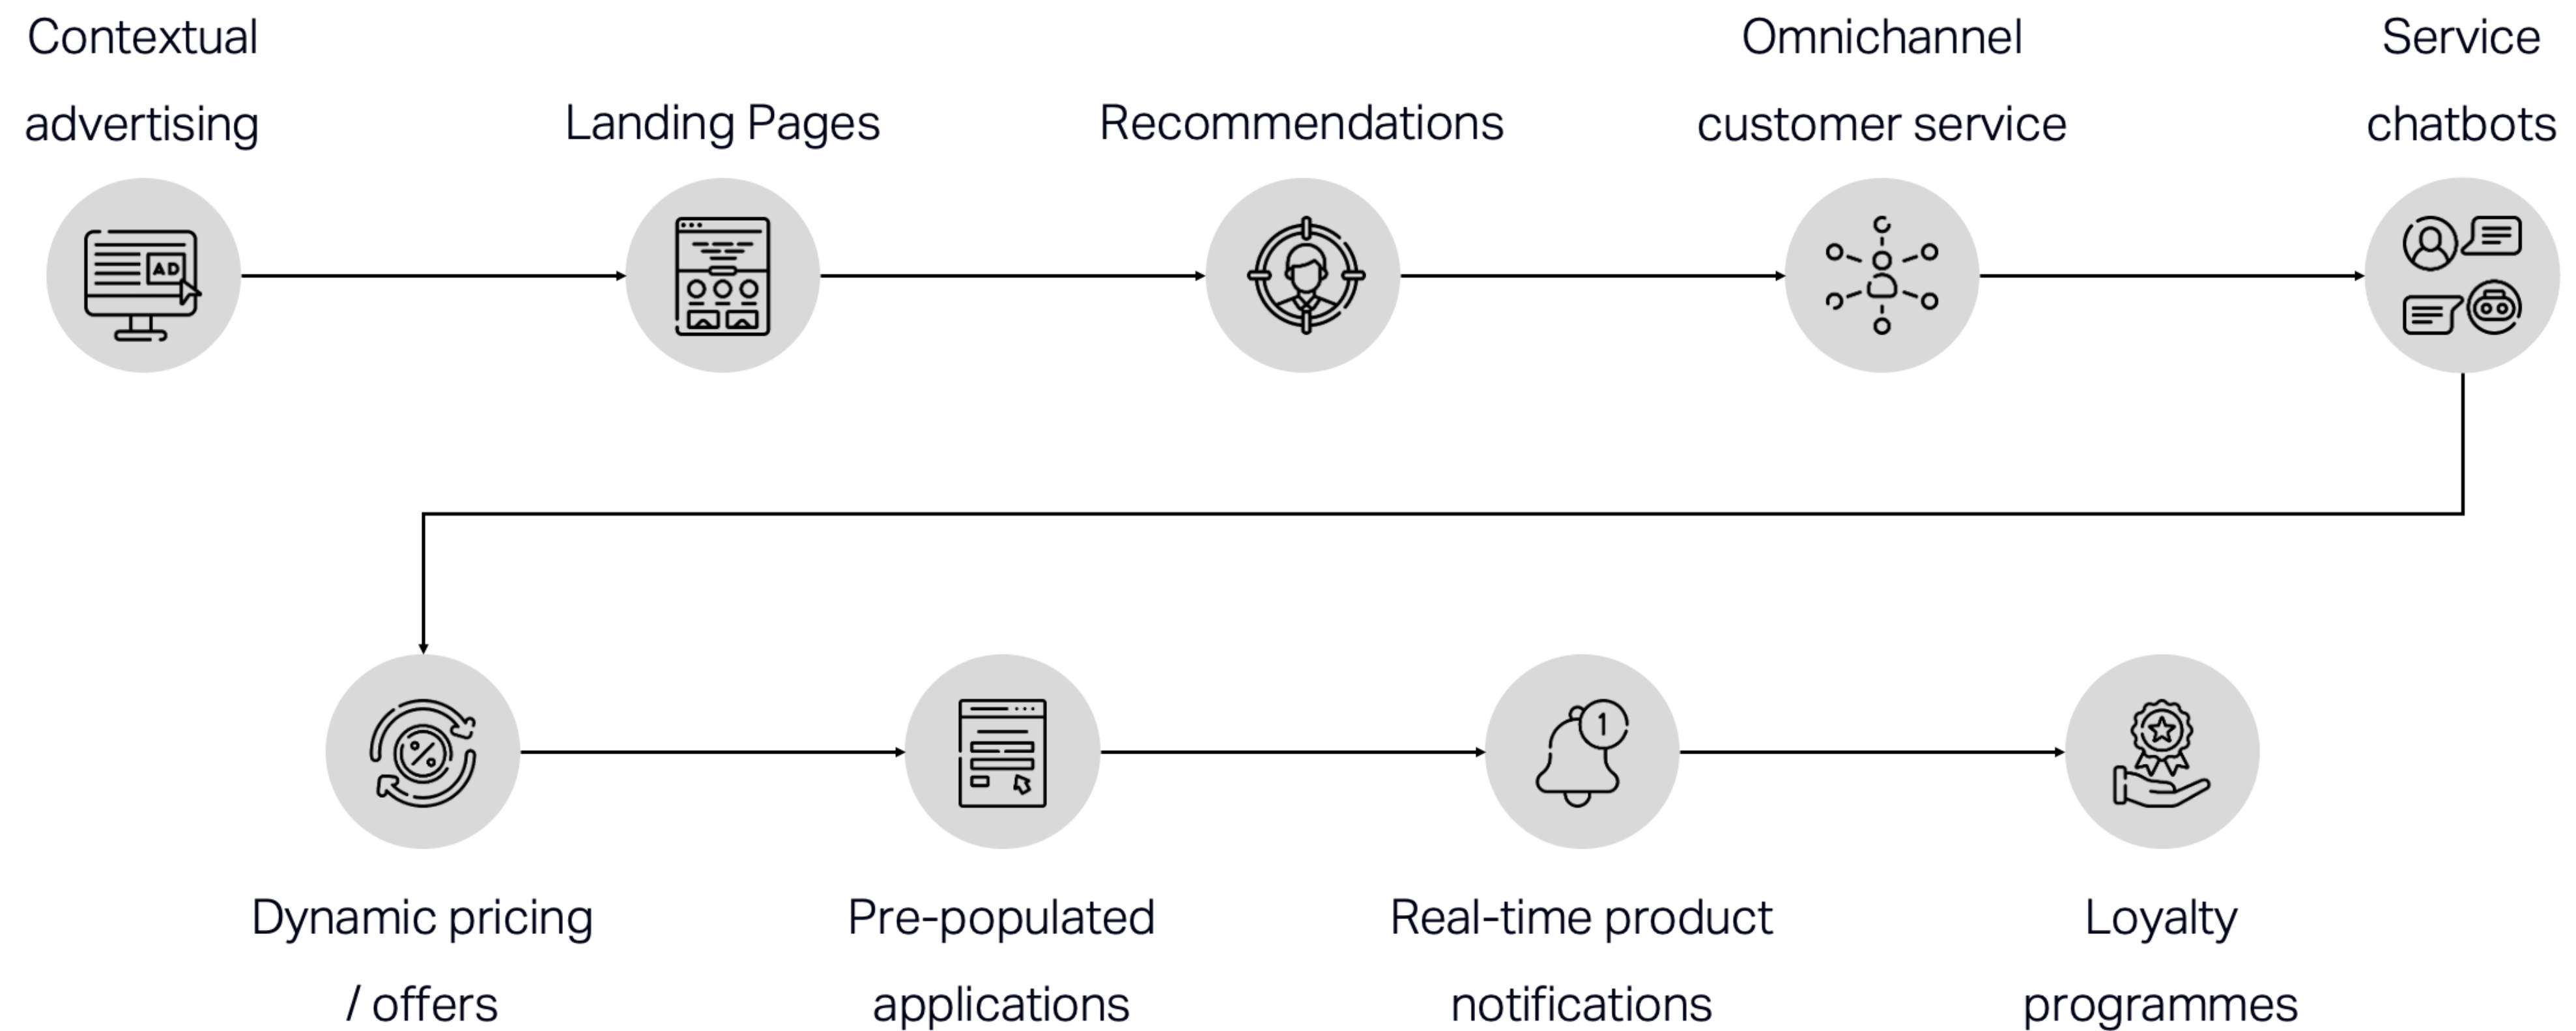 Contextual
advertising
Landing Pages
Recommendations
Omnichannel
customer service
Service
chatbots
AD
Dynamic pricing
/ offers
%
1
Pre-populated
applications
Real-time product
notifications
Loyalty
programmes